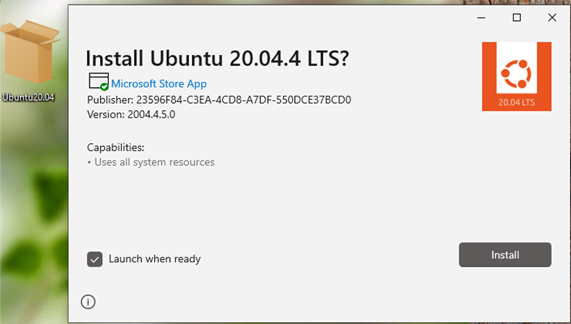 Install Ubuntu 20.04.4 LTS?
Microsoft Store App
Publisher: 23596F84-C3EA-4CD8-A7DF-550DCE37BCD0
Version: 2004.4.5.0
20.04 LTS
Ubuntu20.04
Capabilities:
• Uses all system resources
Launch when ready
Install